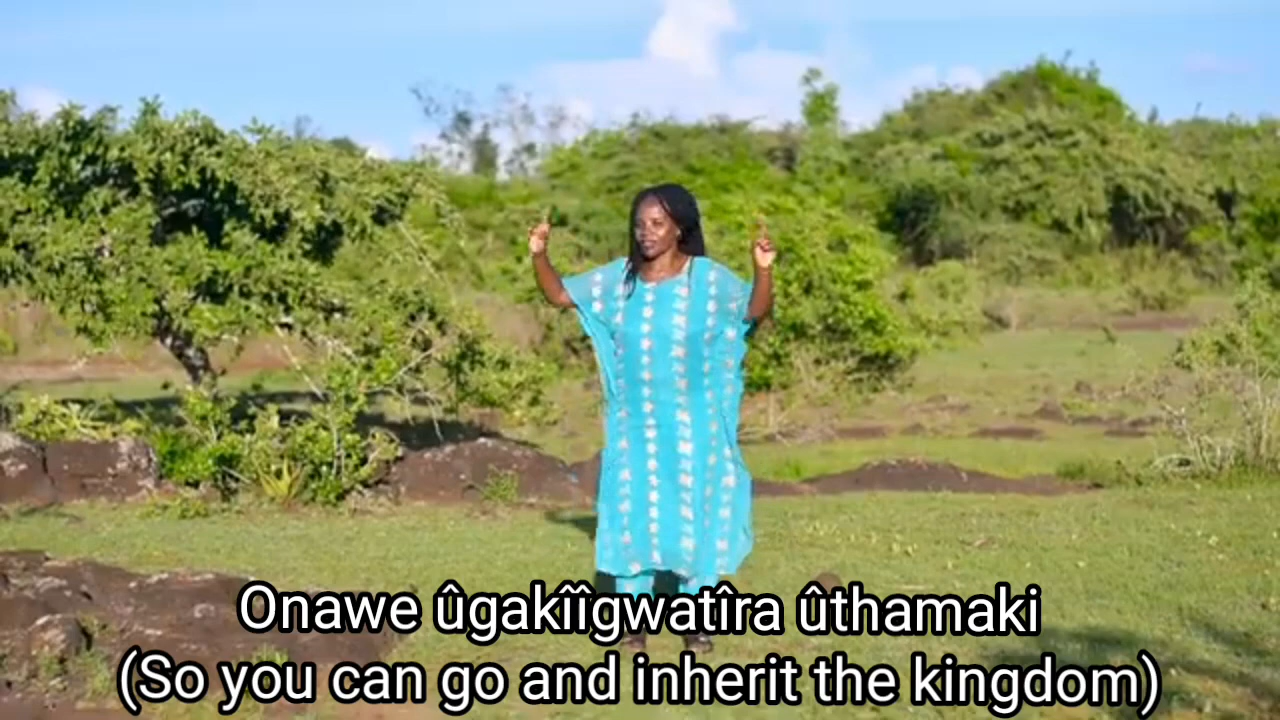 Onawe ûgakîîgwatîra ûthamaki
(So you can go and inherit the kingdom)